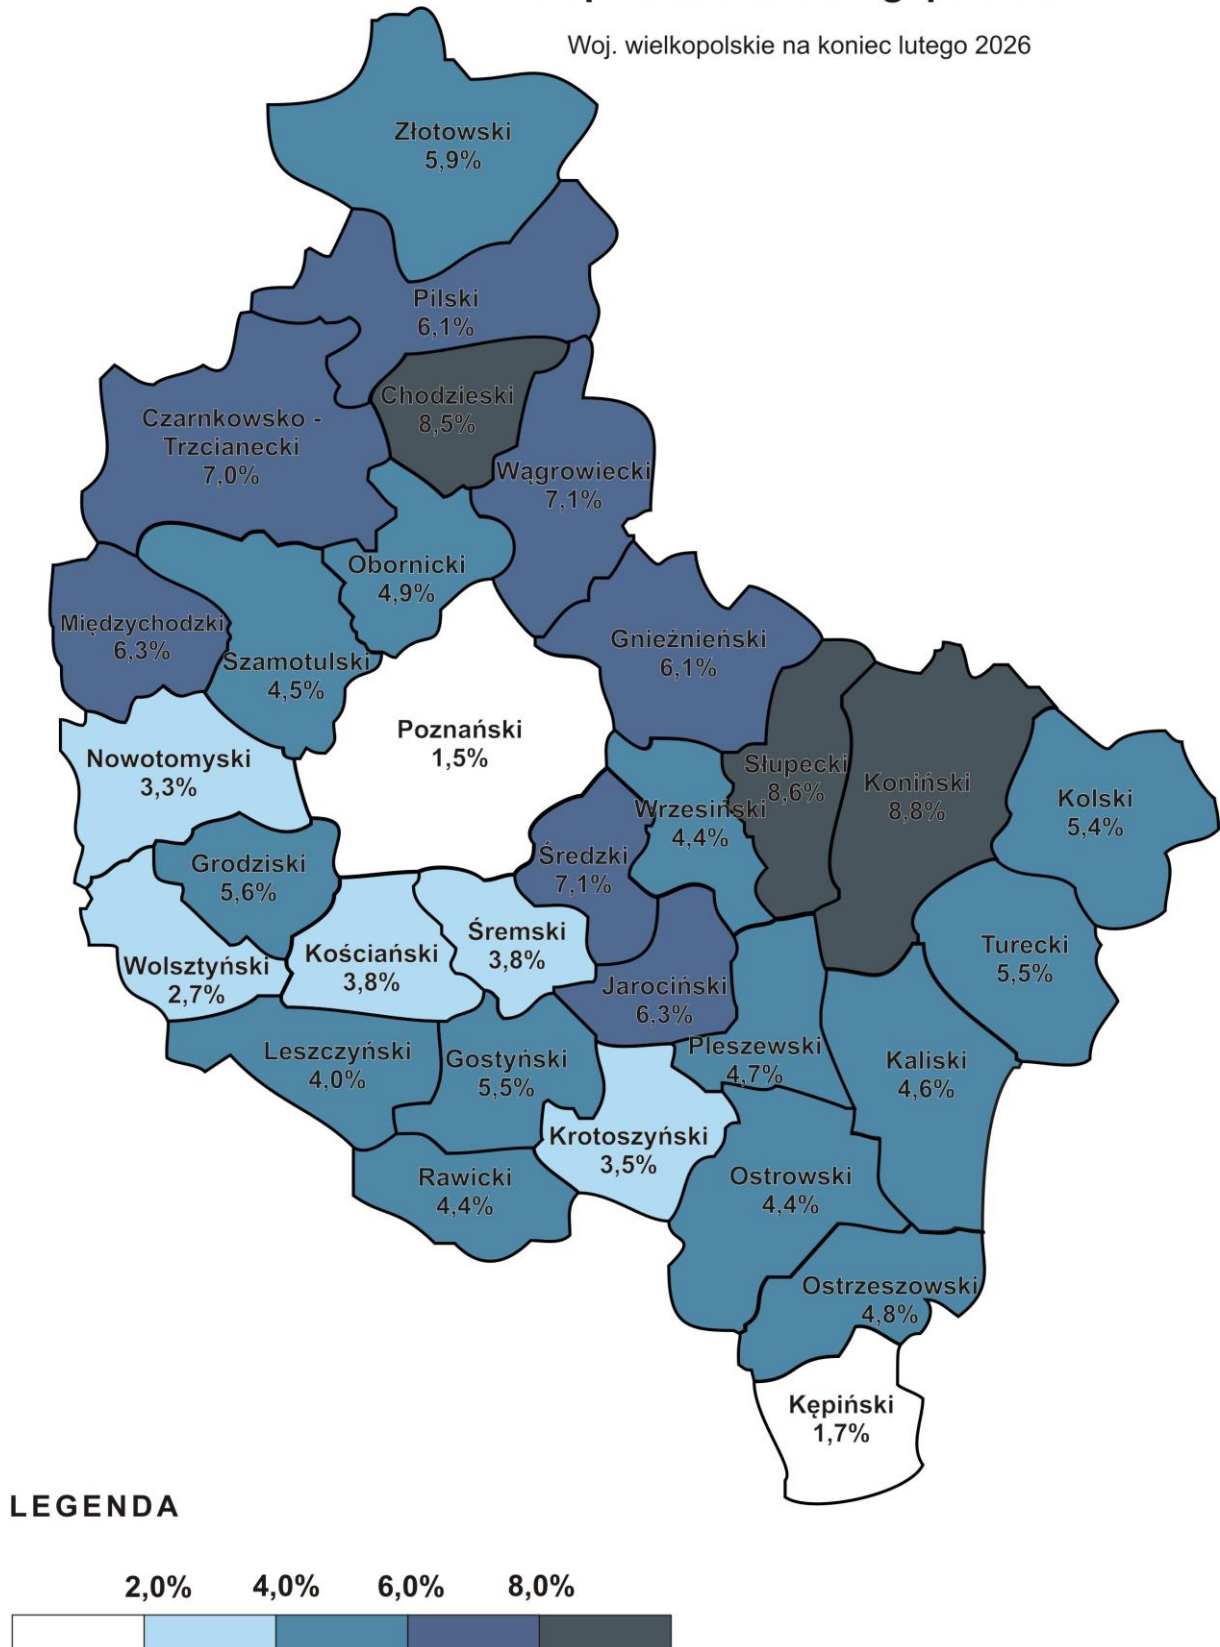 Woj. wielkopolskie na koniec lutego 2026
Złotowski
5,9%
Pilski
6,1%
Chodzieski
8,5%
Czarnkowsko -
Trzcianecki
7,0%
Wągrowiecki
7,1%
Obornicki
4,9%
Międzychodzki
6,3%
Szamotulski
4,5%
Gnieźnieński
6,1%
Poznański
1,5%
Nowotomyski
3,3%
Słupecki
8,6%
Koniński
8,8%
Kolski
5,4%
Wrzesiński
4,4%
Średzki
7,1%
Grodziski
5,6%
Śremski
3,8%
Kościański
3,8%
Wolsztyński
2,7%
Turecki
5,5%
Jarociński
6,3%
Leszczyński
4,0%
Gostyński
5,5%
Pleszewski
4,7%
Kaliski
4,6%
Krotoszyński
3,5%
Rawicki
4,4%
Ostrowski
4,4%
Ostrzeszowski
4,8%
Kępiński
1,7%
LEGENDA
2,0% 4,0% 6,0% 8,0%